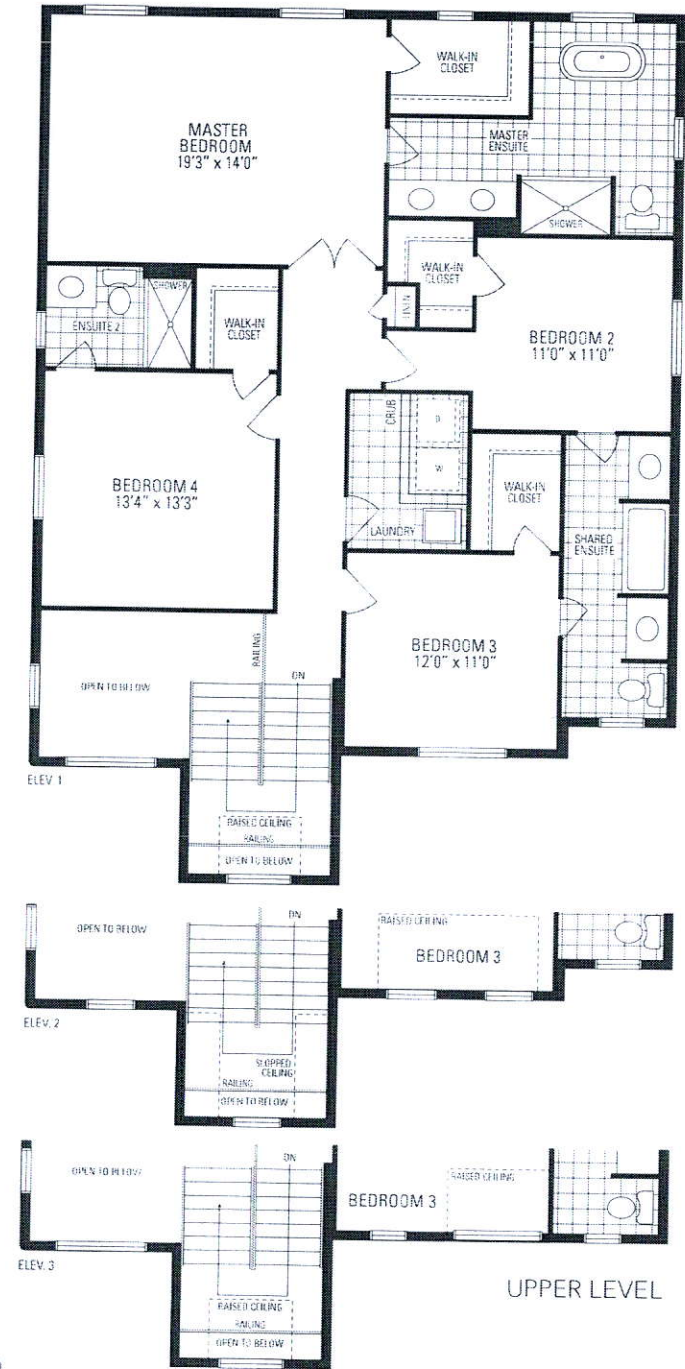 WALK-IN
CLOSET
MASTER
BEDROOM
19'3" x 14'0"
MASTER
ENSUITE
SHOWER
WALK-IN
CLOSET
SHOWER
ENSUITE 2
WALK-IN
CLOSET
LINEN
BEDROOM 2
11'0" x 11'0"
CRUB
D
W
LAUNDRY
BEDROOM 4
13'4" x 13'3"
WALK-IN
CLOSET
SHARED
ENSUITE
BEDROOM 3
12'0" x 11'0"
RAILING
DN
OPEN TO BELOW
ELEV. 1
RAISED CEILING
RAILING
OPEN TO BELOW
OPEN TO BELOW
DN
RAISED CEILING
BEDROOM 3
ELEV. 2
SLOPPED
CEILING
RAILING
OPEN TO BELOW
OPEN TO BELOW
DN
RAISED CEILING
BEDROOM 3
ELEV. 3
RAISED CEILING
RAILING
OPEN TO BELOW
UPPER LEVEL